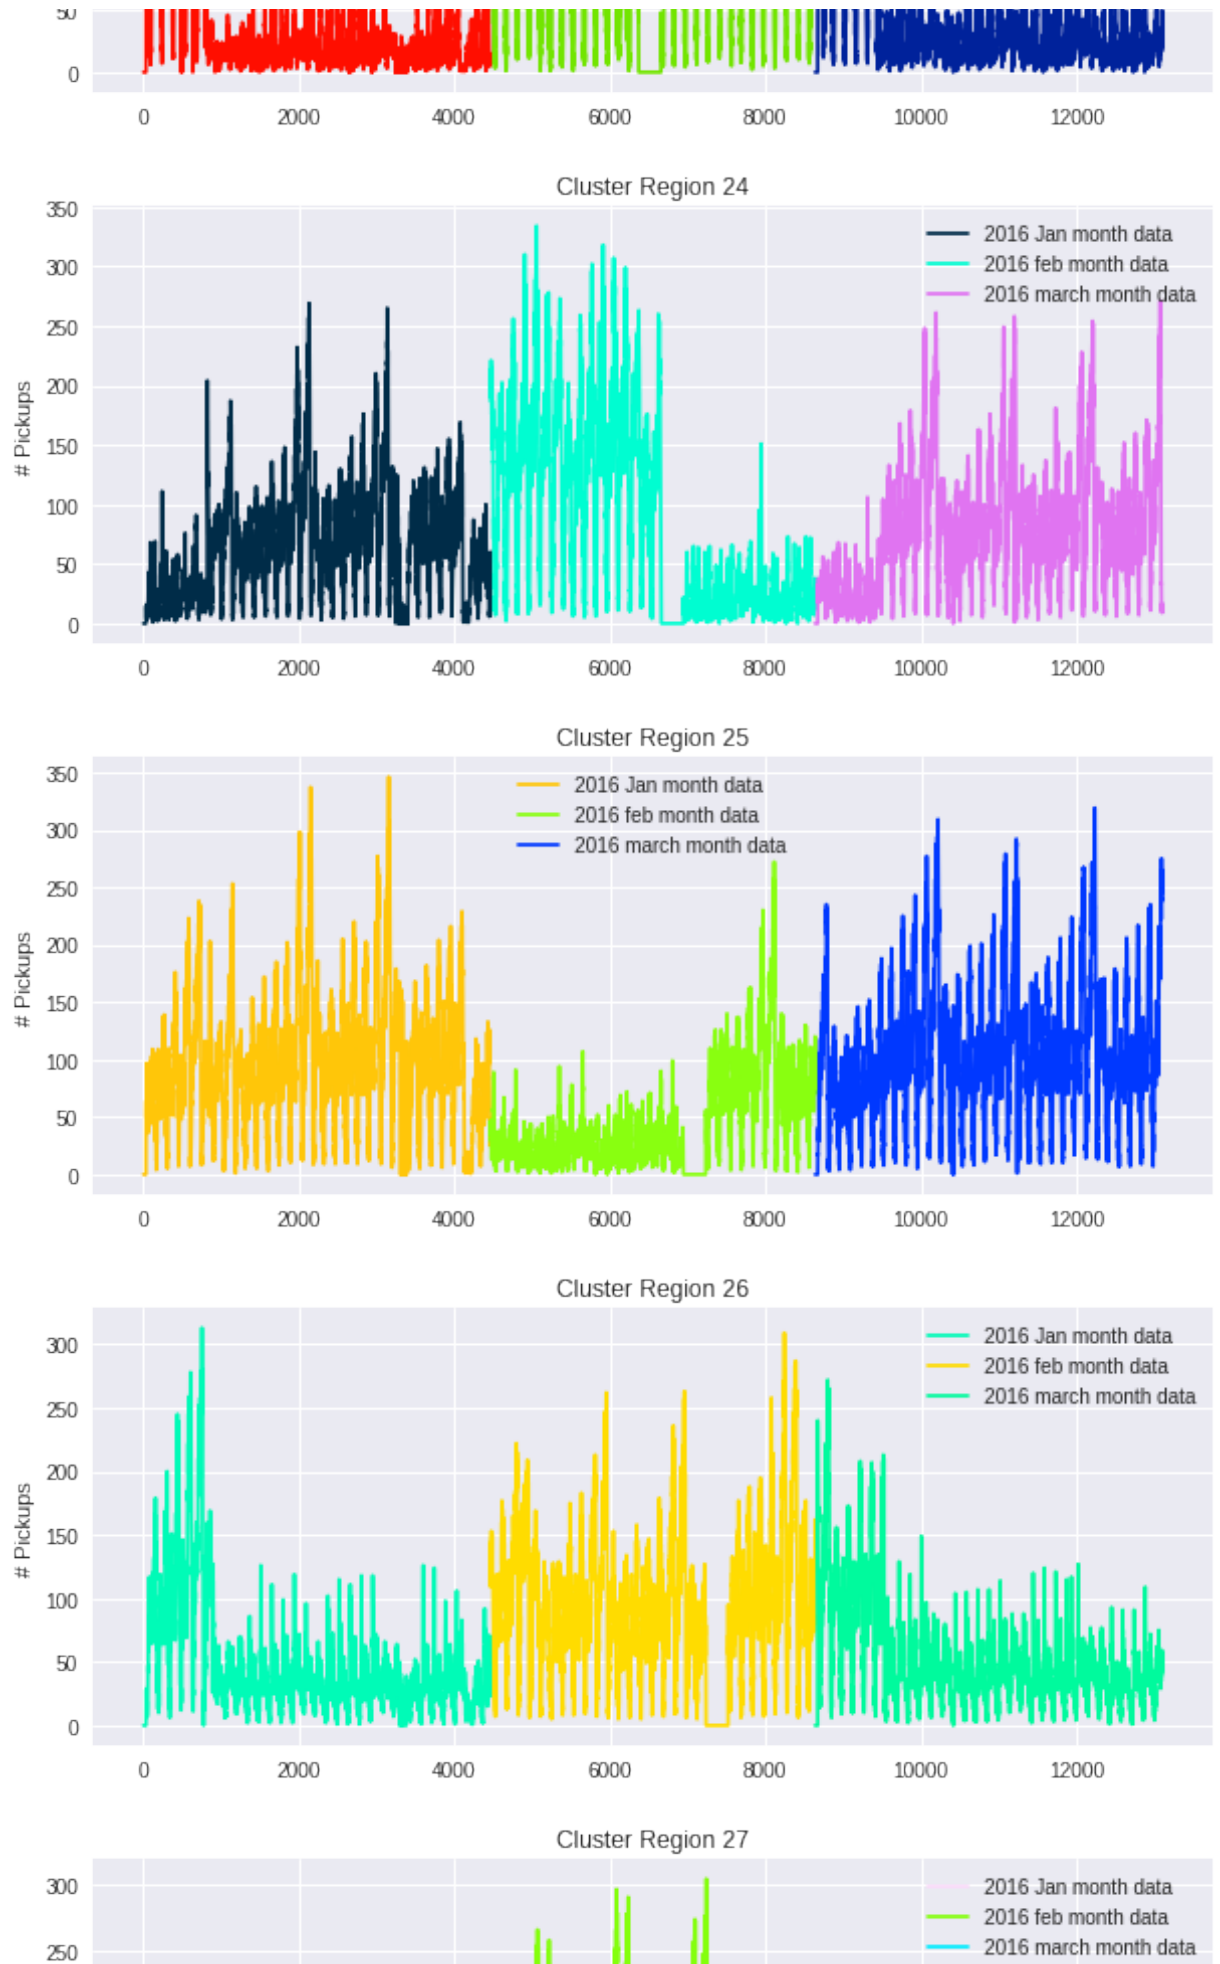 50
0
0 2000 4000 6000 8000 10000 12000
Cluster Region 24
350
300
250
200
150
100
50
0
# Pickups
2016 Jan month data
2016 feb month data
2016 march month data
0 2000 4000 6000 8000 10000 12000
Cluster Region 25
350
300
250
200
150
100
50
0
# Pickups
2016 Jan month data
2016 feb month data
2016 march month data
0 2000 4000 6000 8000 10000 12000
Cluster Region 26
300
250
200
150
100
50
0
# Pickups
2016 Jan month data
2016 feb month data
2016 march month data
0 2000 4000 6000 8000 10000 12000
Cluster Region 27
300
250
2016 Jan month data
2016 feb month data
2016 march month data